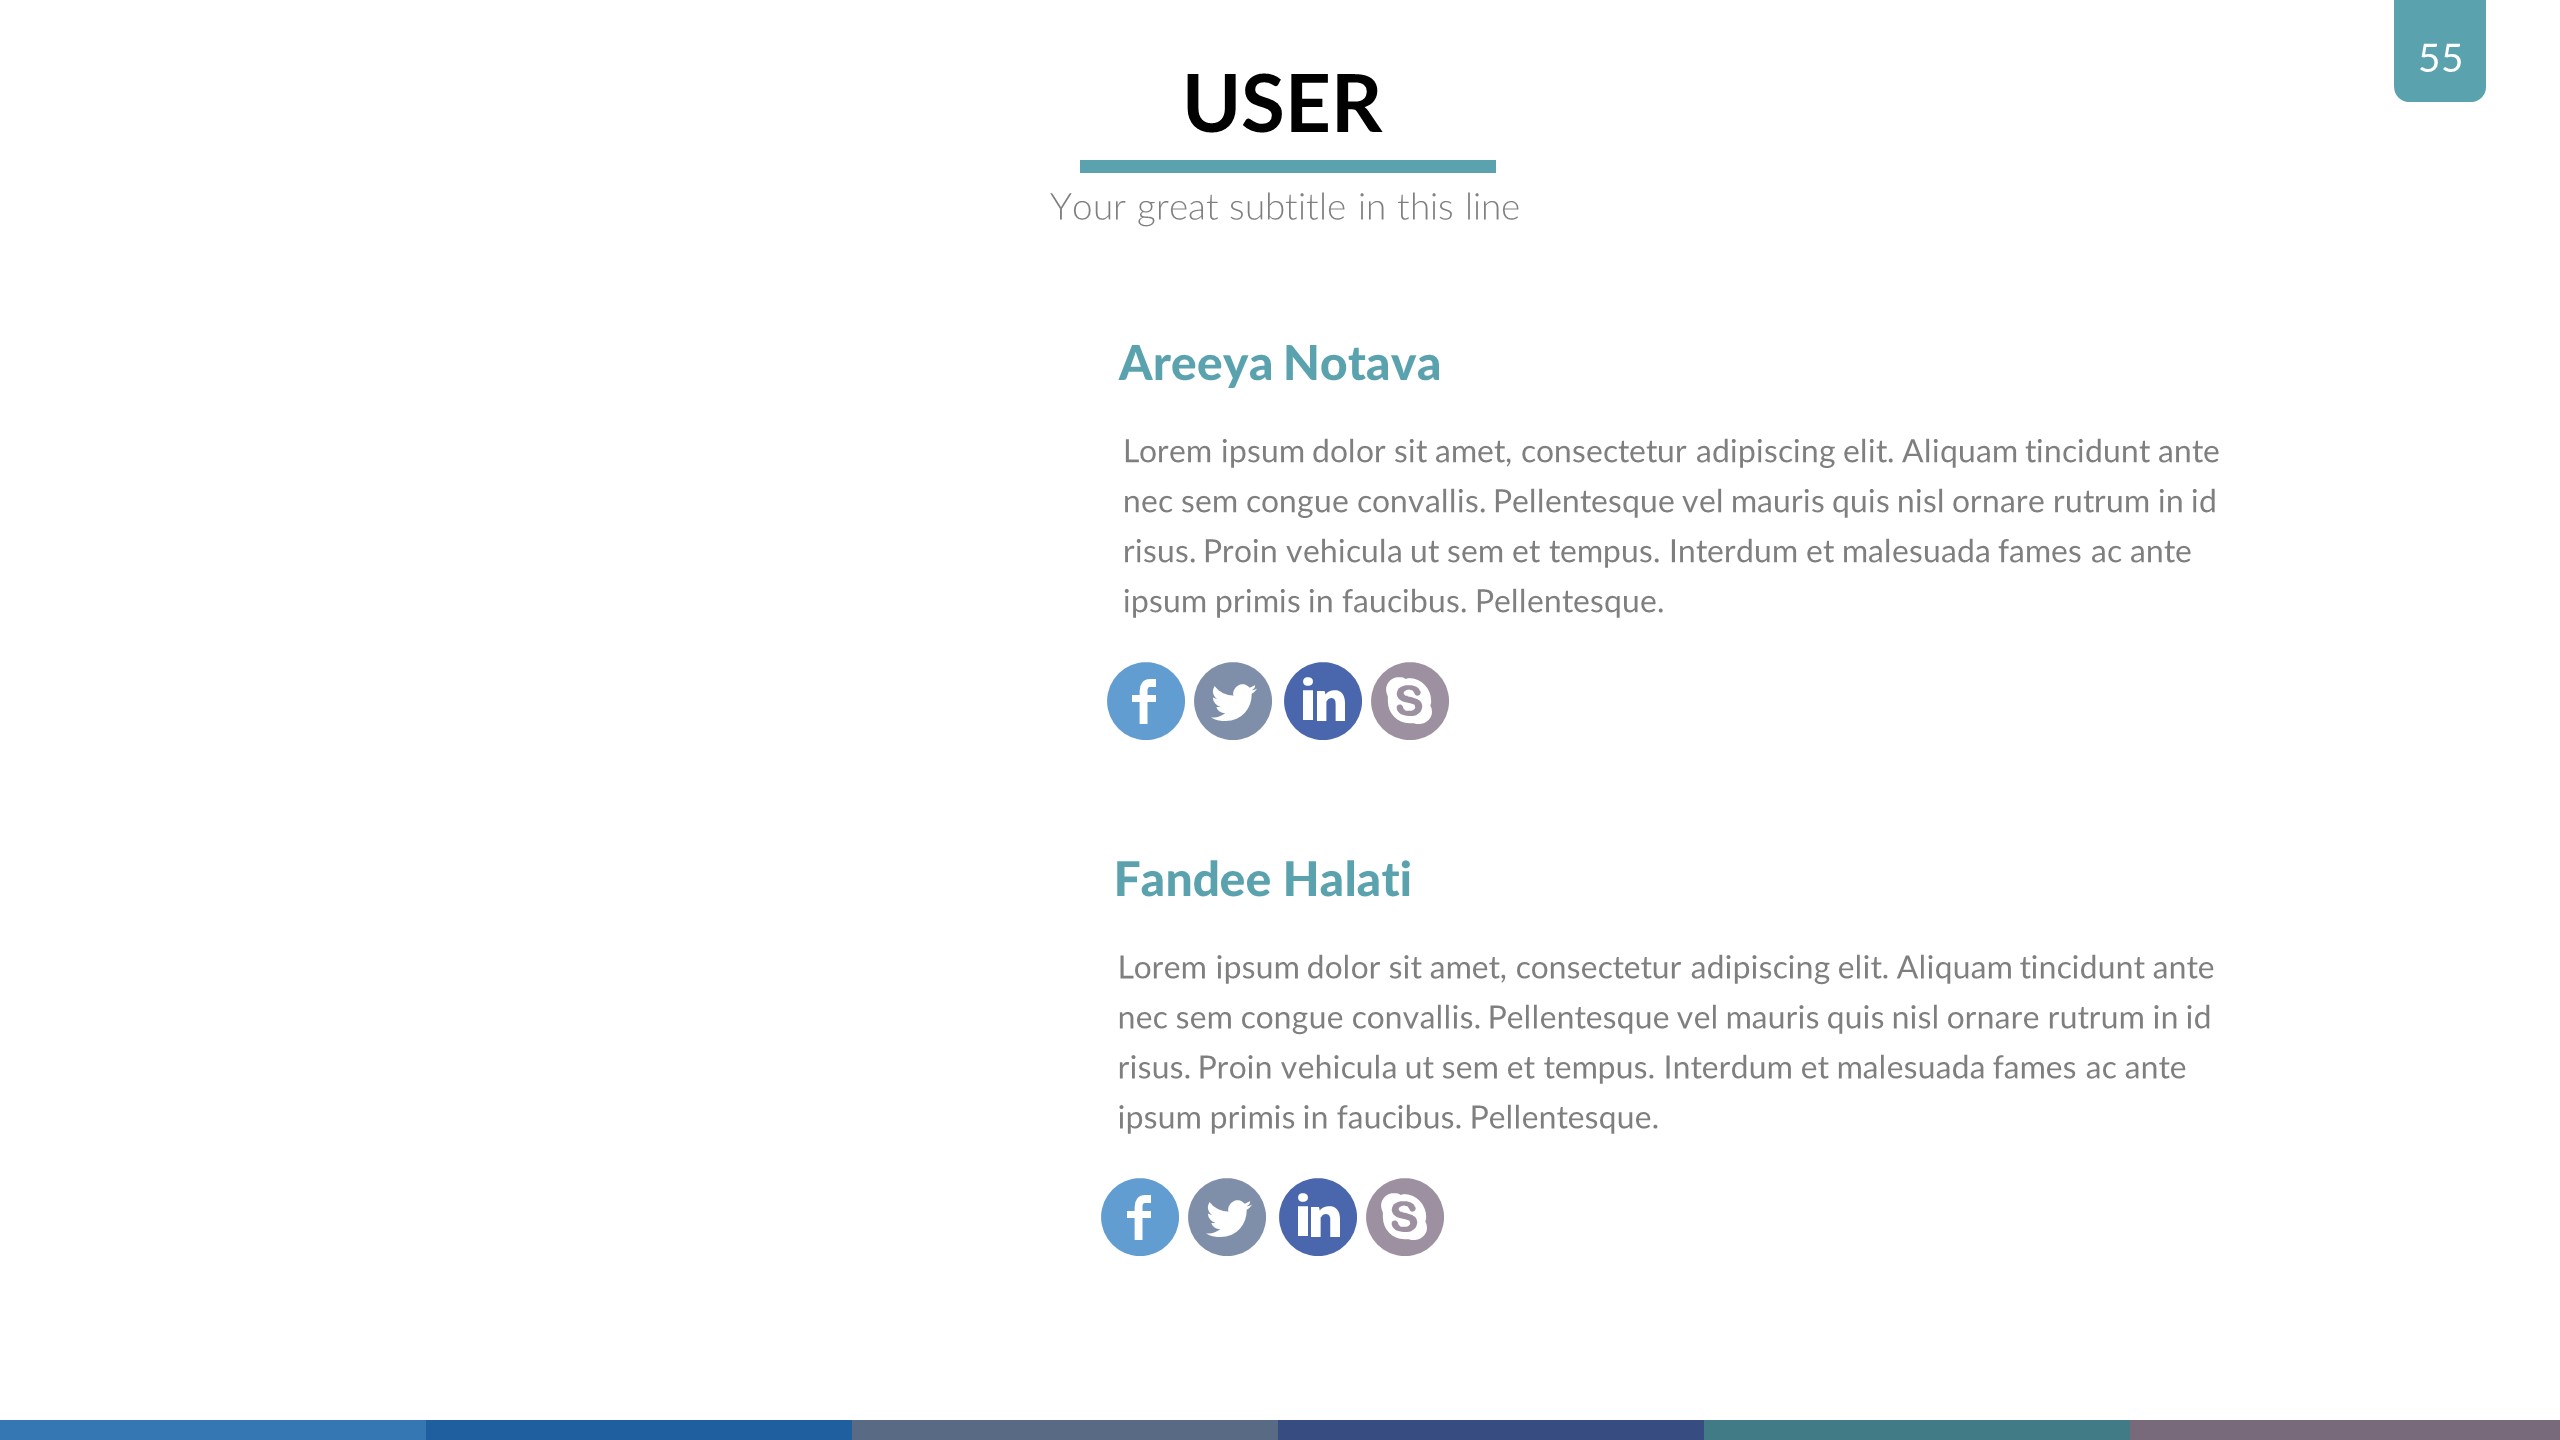 55
USER
Your great subtitle in this line
Areeya Notava
Lorem ipsum dolor sit amet, consectetur adipiscing elit. Aliquam tincidunt ante
nec sem congue convallis. Pellentesque vel mauris quis nisl ornare rutrum in id
risus. Proin vehicula ut sem et tempus. Interdum et malesuada fames ac ante
ipsum primis in faucibus. Pellentesque.
Fandee Halati
Lorem ipsum dolor sit amet, consectetur adipiscing elit. Aliquam tincidunt ante
nec sem congue convallis. Pellentesque vel mauris quis nisl ornare rutrum in id
risus. Proin vehicula ut sem et tempus. Interdum et malesuada fames ac ante
ipsum primis in faucibus. Pellentesque.